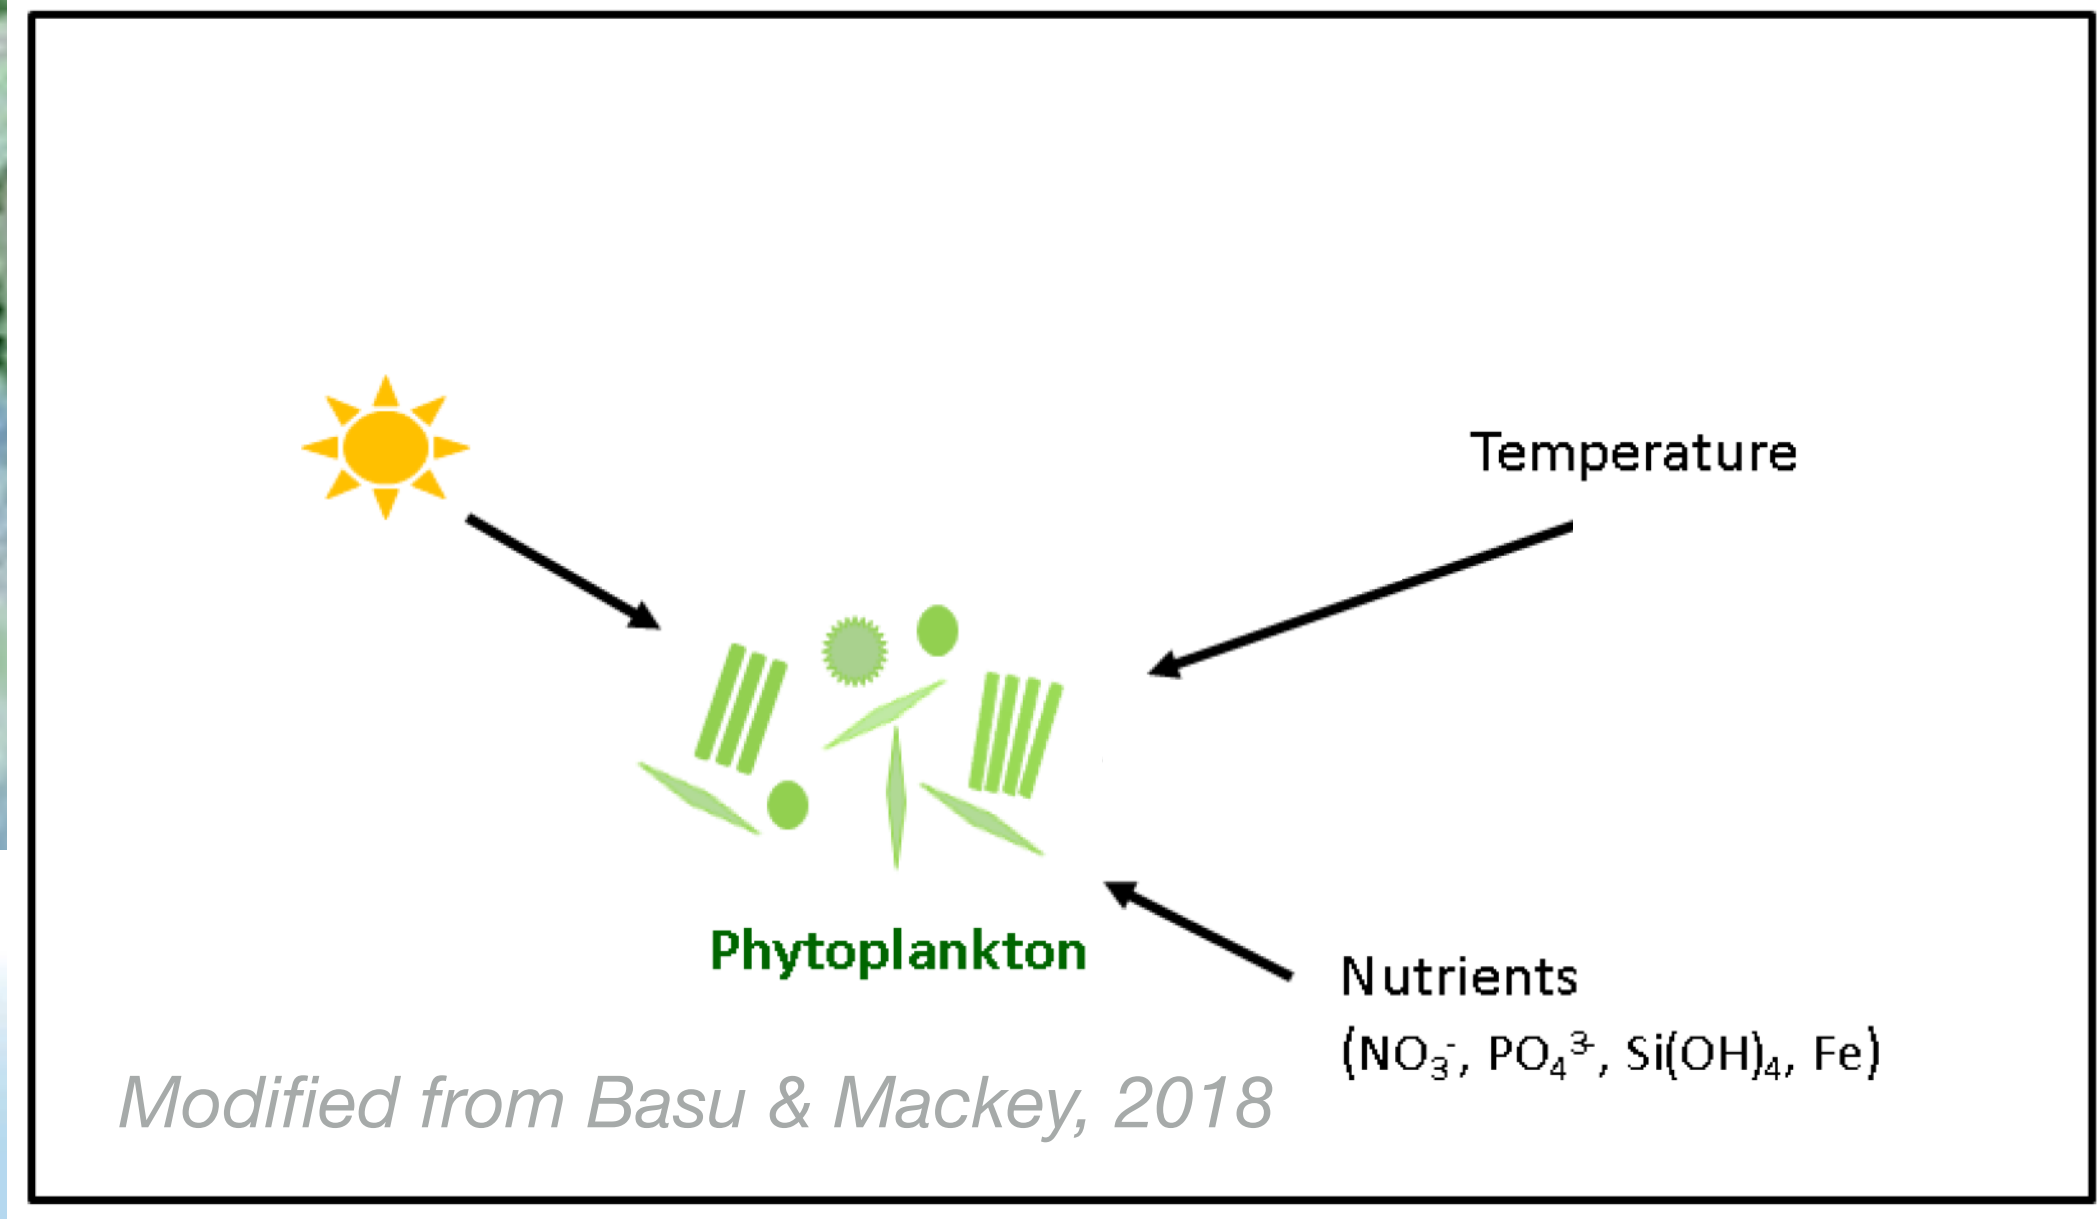 Temperature
Phytoplankton
Nutrients
(NO₃⁻, PO₄³⁻, Si(OH)₄, Fe)
Modified from Basu & Mackey, 2018